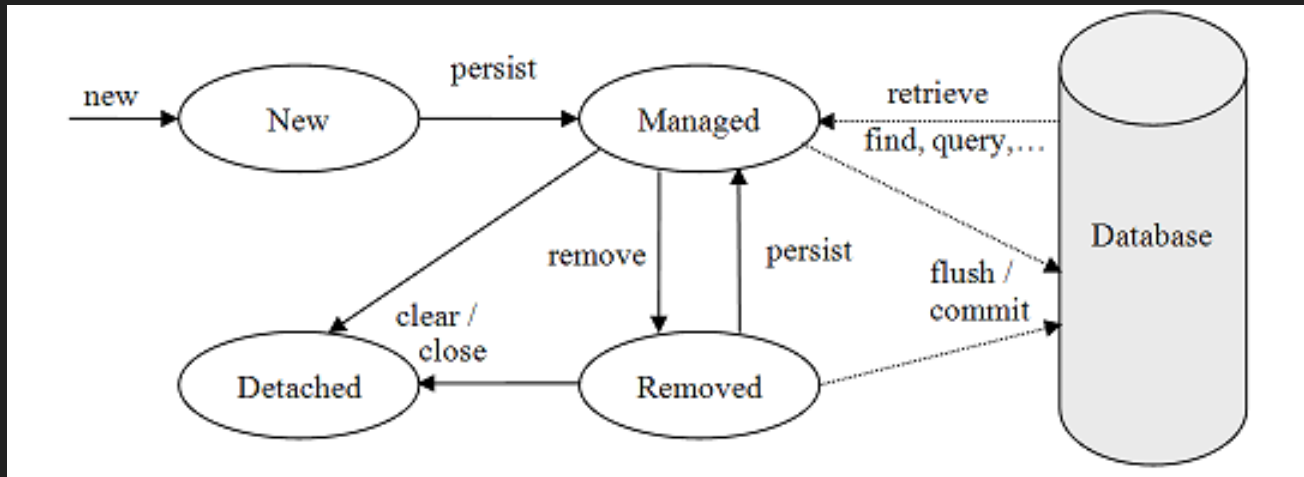 new
New
persist
Managed
retrieve
find, query,…
Database
remove
persist
flush /
commit
clear /
close
Detached
Removed